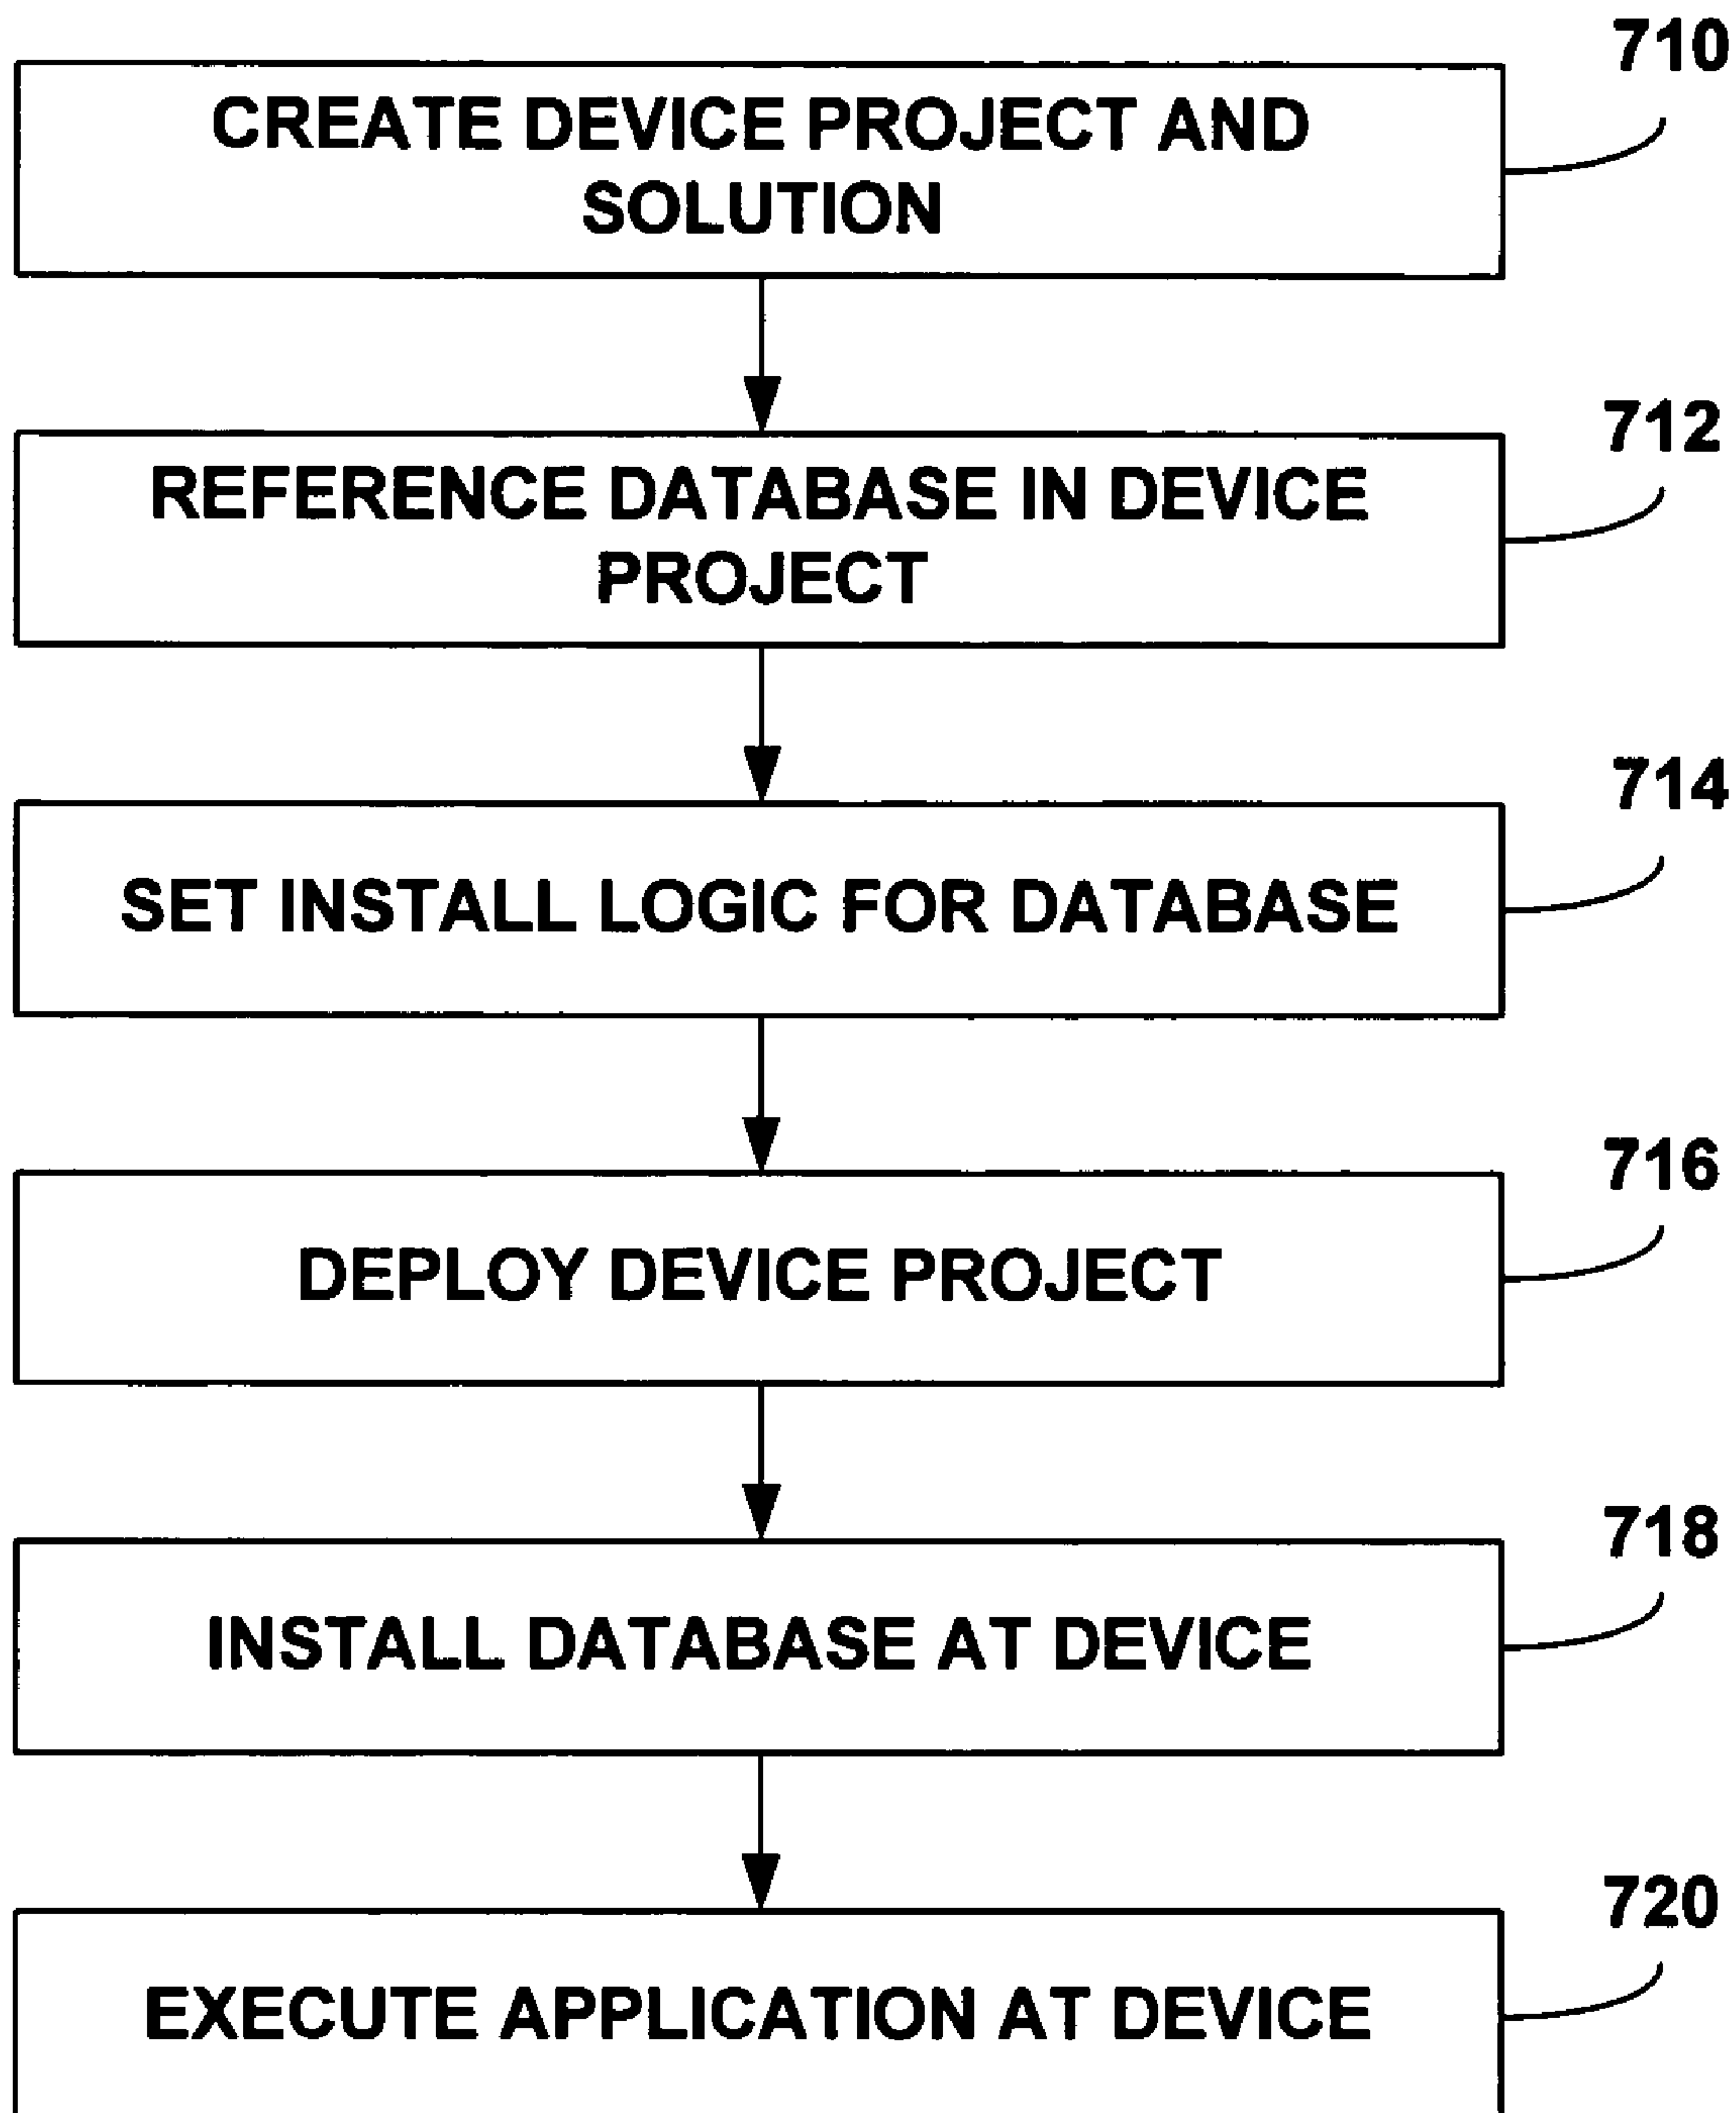 710
CREATE DEVICE PROJECT AND
SOLUTION
712
REFERENCE DATABASE IN DEVICE
PROJECT
714
SET INSTALL LOGIC FOR DATABASE
716
DEPLOY DEVICE PROJECT
718
INSTALL DATABASE AT DEVICE
720
EXECUTE APPLICATION AT DEVICE